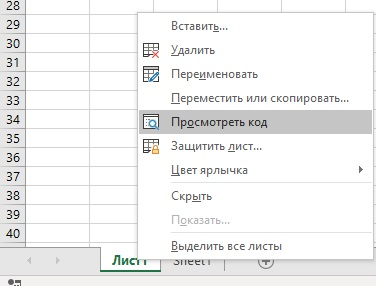 28
29
30
31
32
33
34
35
36
37
38
39
40
Вставить...
Удалить
Переименовать
Переместить или скопировать...
Просмотреть код
Защитить лист...
Цвет ярлычка
Скрыть
Показать...
Выделить все листы
Лист1
Sheet1